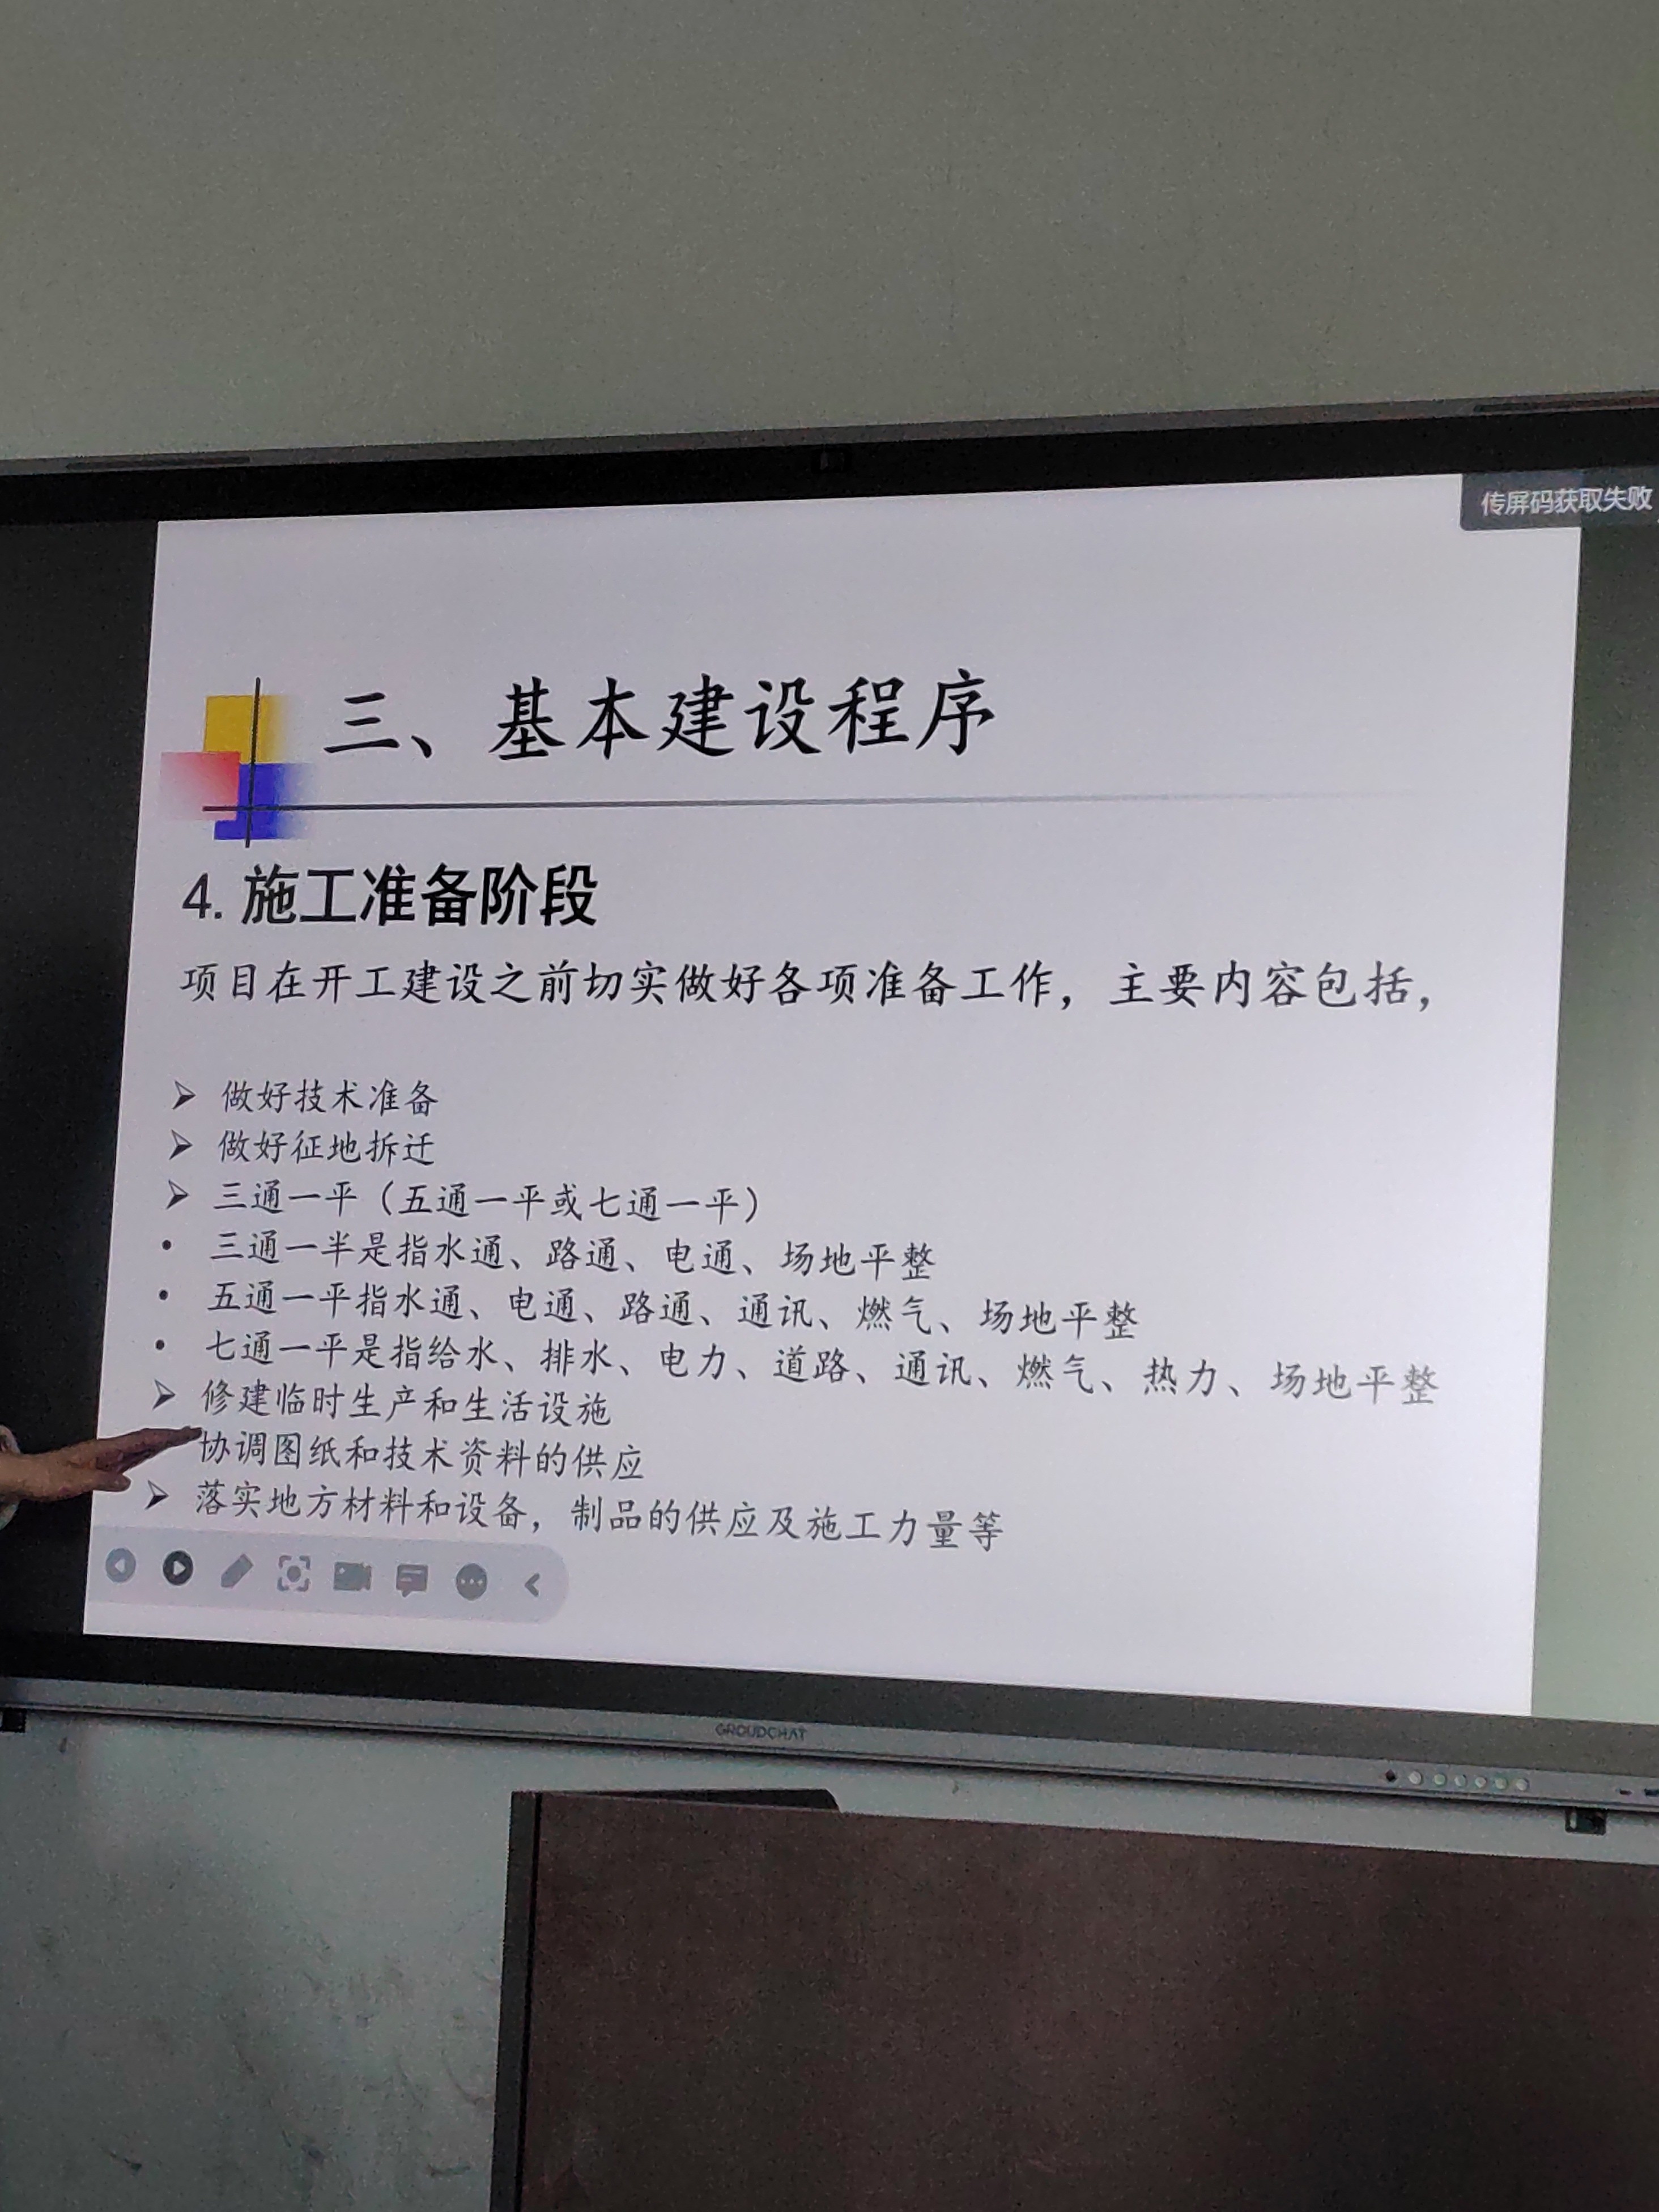 传屏码获取失败
三、基本建设程序
4. 施工准备阶段
项目在开工建设之前切实做好各项准备工作，主要内容包括，
➢ 做好技术准备
➢ 做好征地拆迁
➢ 三通一平（五通一平或七通一平）
• 三通一半是指水通、路通、电通、场地平整
• 五通一平指水通、电通、路通、通讯、燃气、场地平整
• 七通一平是指给水、排水、电力、道路、通讯、燃气、热力、场地平整
➢ 修建临时生产和生活设施
协调图纸和技术资料的供应
➢ 落实地方材料和设备，制品的供应及施工力量等
GROUDCHAT